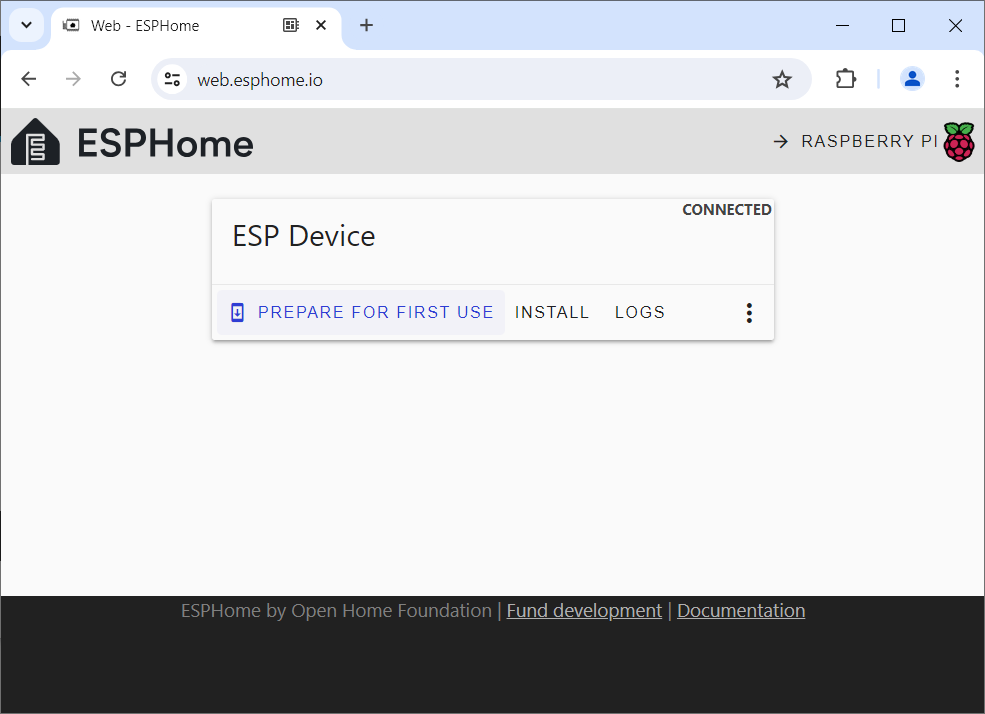 Web - ESPHome
web.esphome.io
ESPHome
RASPBERRY PI
CONNECTED
ESP Device
PREPARE FOR FIRST USE INSTALL LOGS
ESPHome by Open Home Foundation | Fund development | Documentation